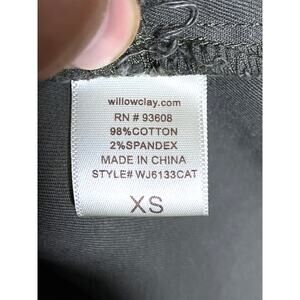 willowclay.com
RN # 93608
98%COTTON
2%SPANDEX
MADE IN CHINA
STYLE# WJ6133CAT
XS